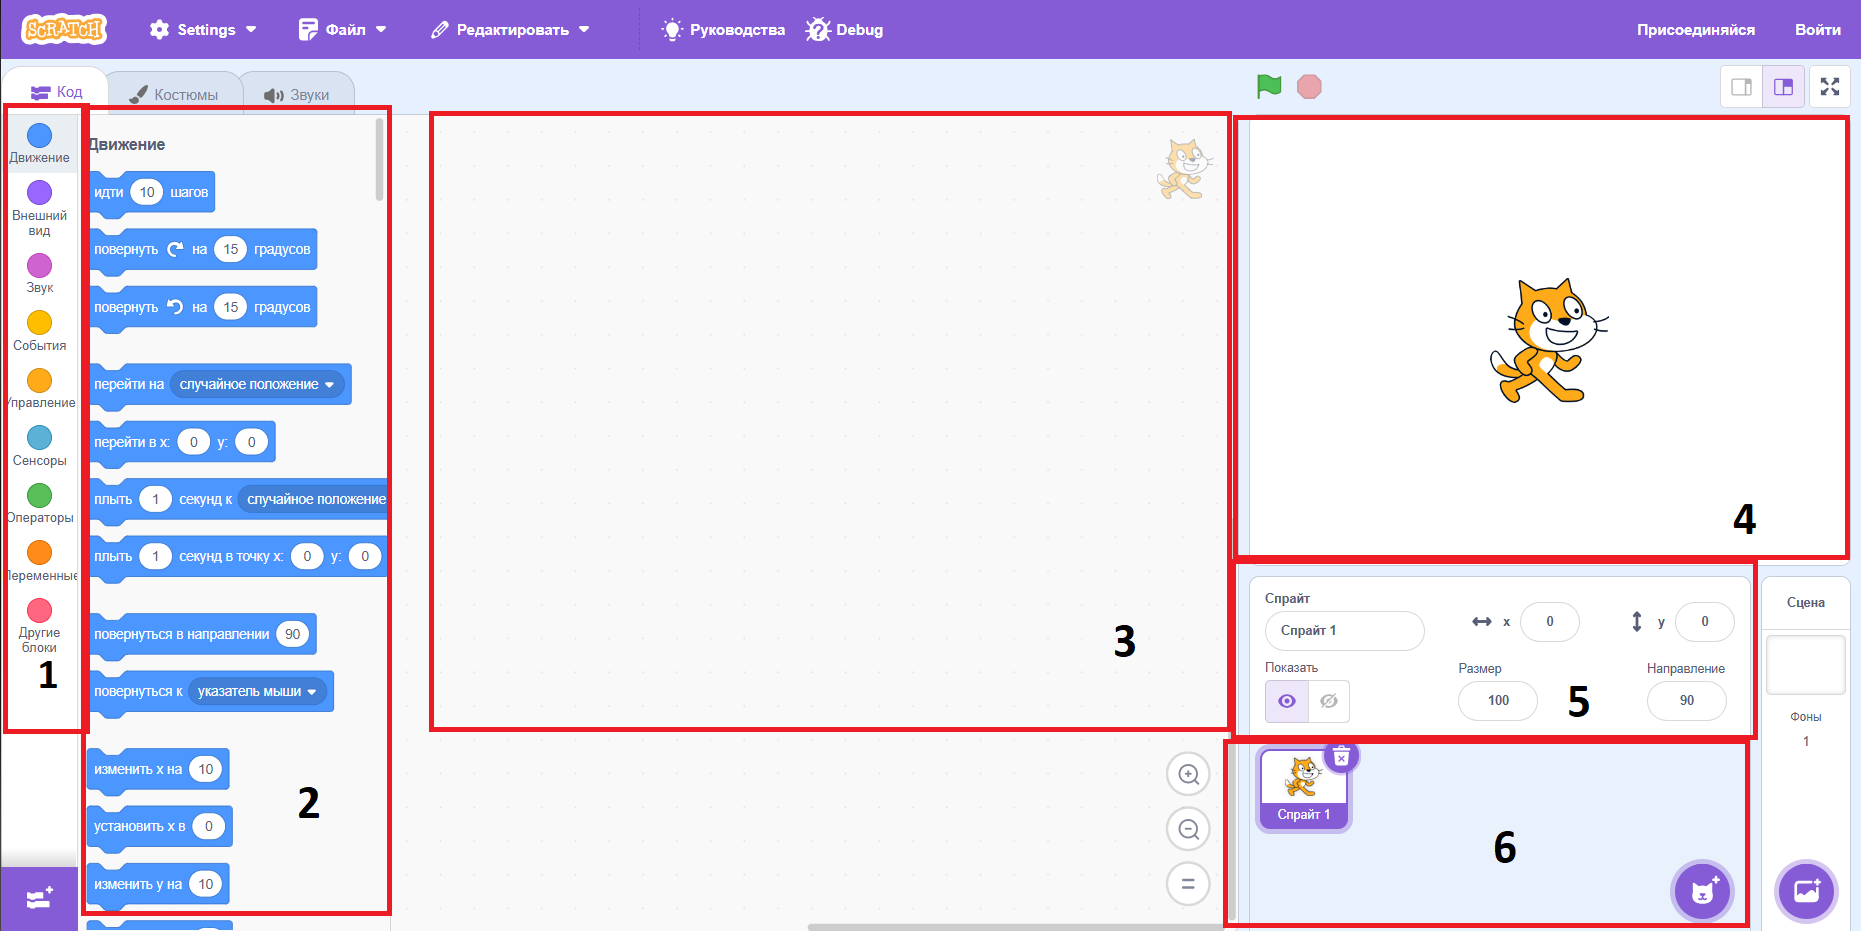 SCRATCH
Settings
Файл
Редактировать
Руководства
Debug
Присоединяйся
Войти
Код
Костюмы
Звуки
Движение
Внешний
вид
Звук
События
Управление
Сенсоры
Операторы
Переменные
Другие
блоки
1
Движение
идти 10 шагов
повернуть на 15 градусов
повернуть на 15 градусов
перейти на случайное положение
перейти в x: 0 y: 0
плыть 1 секунд к случайное положение
плыть 1 секунд в точку x: 0 y: 0
повернуться в направлении 90
повернуться к указатель мыши
изменить x на 10
установить x в 0
изменить y на 10
2
3
4
Спрайт
Спрайт 1
x 0
y 0
Показать
Размер
100
Направление
90
5
Сцена
Фоны
1
Спрайт 1
6